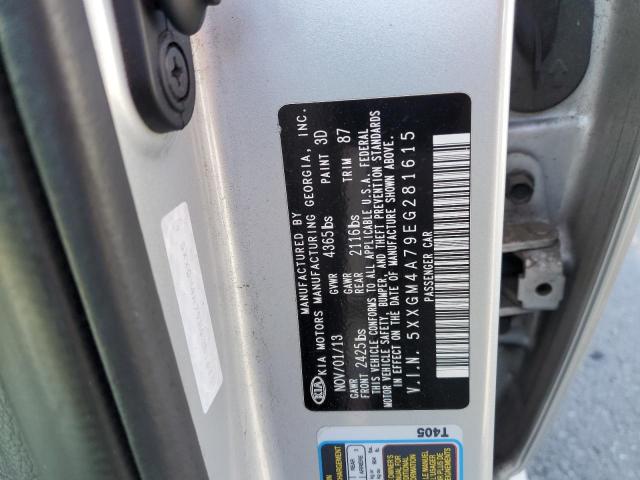 MANUFACTURED BY
KIA KIA MOTORS MANUFACTURING GEORGIA, INC.
NOV/01/13 GVWR 4365lbs PAINT 3D
GAWR FRONT 2425lbs GAWR REAR 2116lbs TRIM 87
THIS VEHICLE CONFORMS TO ALL APPLICABLE U.S.A. FEDERAL
MOTOR VEHICLE SAFETY, BUMPER, AND THEFT PREVENTION STANDARDS
IN EFFECT ON THE DATE OF MANUFACTURE SHOWN ABOVE.
V.I.N. 5XXGM4A79EG281615
PASSENGER CAR
T405